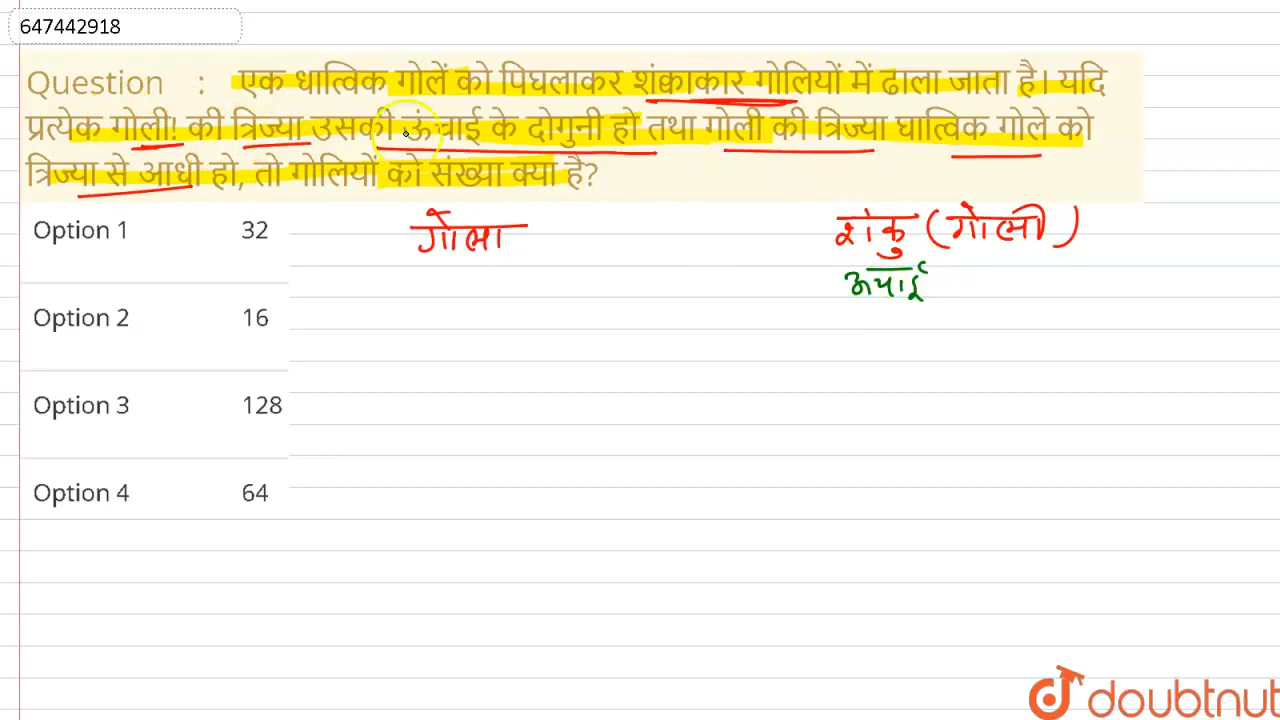 647442918
Question : एक धात्विक गोलें को पिघलाकर शंक्वाकार गोलियों में ढाला जाता है। यदि
प्रत्येक गोली! की त्रिज्या उसकी ऊंचाई के दोगुनी हो तथा गोली की त्रिज्या धात्विक गोले को
त्रिज्या से आधी हो, तो गोलियों को संख्या क्या है?
Option 1 32
गोला शंकु (गोली)
ऊचाई
Option 2 16
Option 3 128
Option 4 64
doubtnut